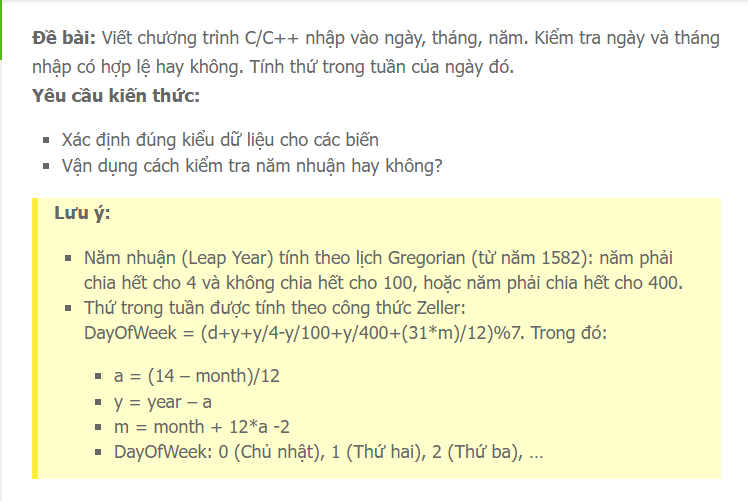 Đề bài: Viết chương trình C/C++ nhập vào ngày, tháng, năm. Kiểm tra ngày và tháng
nhập có hợp lệ hay không. Tính thứ trong tuần của ngày đó.
Yêu cầu kiến thức:
Xác định đúng kiểu dữ liệu cho các biến
Vận dụng cách kiểm tra năm nhuận hay không?
Lưu ý:
Năm nhuận (Leap Year) tính theo lịch Gregorian (từ năm 1582): năm phải
chia hết cho 4 và không chia hết cho 100, hoặc năm phải chia hết cho 400.
Thứ trong tuần được tính theo công thức Zeller:
DayOfWeek = (d+y+y/4-y/100+y/400+(31*m)/12)%7. Trong đó:
a = (14 – month)/12
y = year – a
m = month + 12*a -2
DayOfWeek: 0 (Chủ nhật), 1 (Thứ hai), 2 (Thứ ba), …